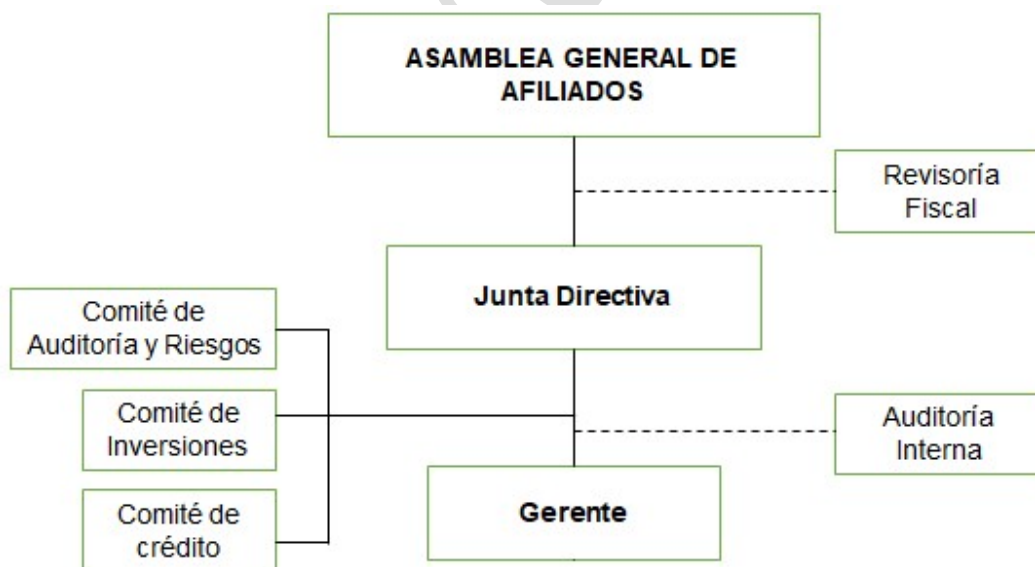 ASAMBLEA GENERAL DE
AFILIADOS
Revisoría
Fiscal
Junta Directiva
Comité de
Auditoría y Riesgos
Comité de
Inversiones
Auditoría
Interna
Gerente
Comité de
crédito